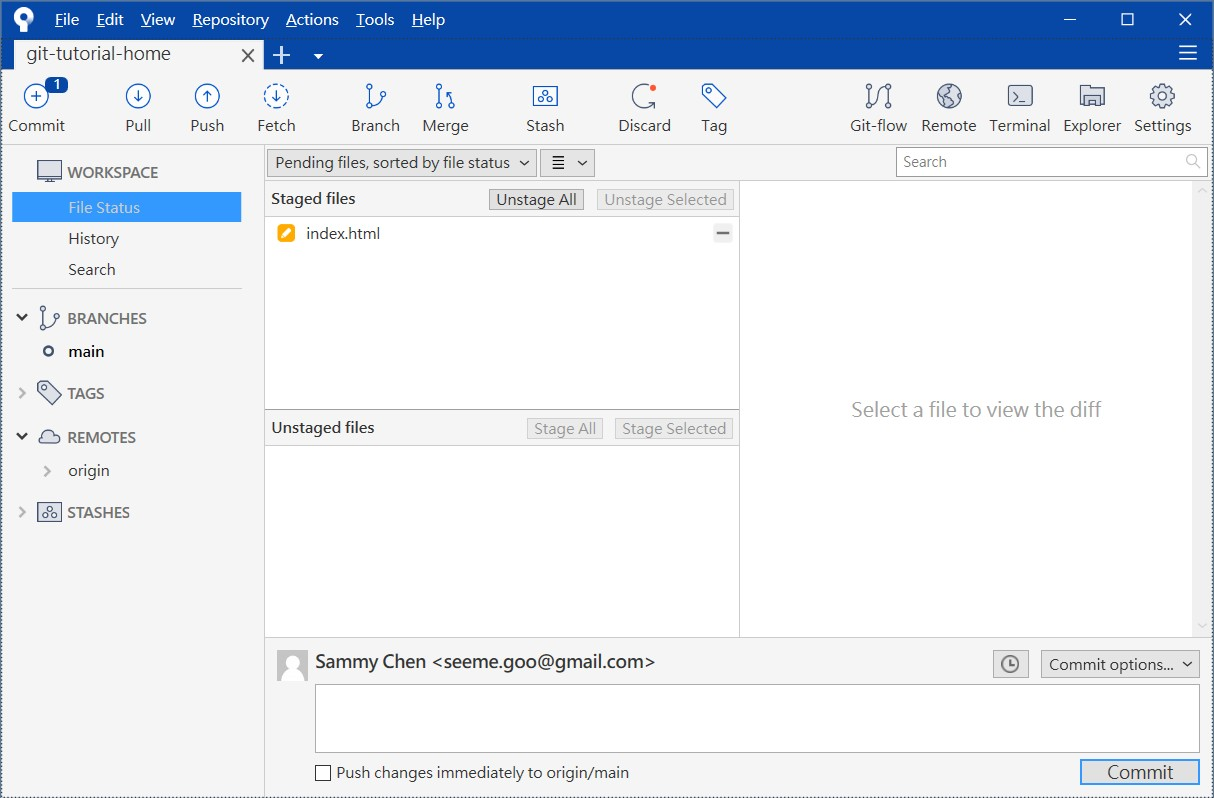 File Edit View Repository Actions Tools Help
git-tutorial-home
1
Commit Pull Push Fetch Branch Merge Stash Discard Tag Git-flow Remote Terminal Explorer Settings
WORKSPACE
File Status
History
Search
BRANCHES
main
TAGS
REMOTES
origin
STASHES
Pending files, sorted by file status
Search
Staged files Unstage All Unstage Selected
index.html
Unstaged files Stage All Stage Selected
Select a file to view the diff
Sammy Chen <seeme.goo@gmail.com>
Commit options...
Push changes immediately to origin/main
Commit